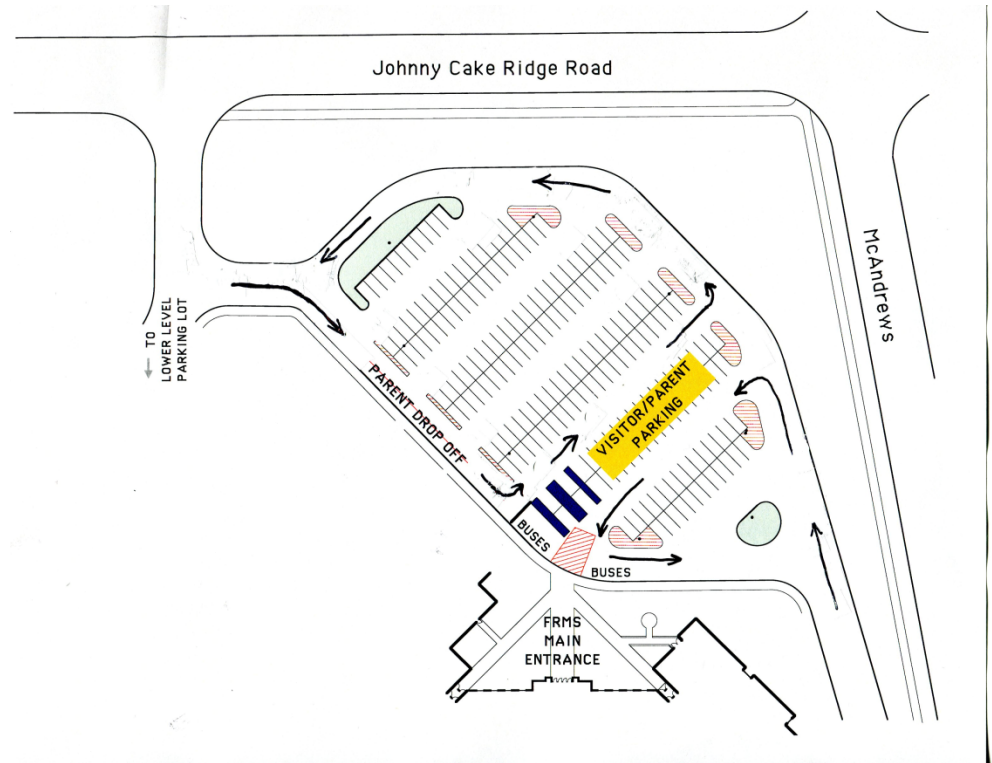 Johnny Cake Ridge Road
McAndrews
TO
LOWER LEVEL
PARKING LOT
PARENT DROP OFF
VISITOR/PARENT
PARKING
BUSES
BUSES
FRMS
MAIN
ENTRANCE